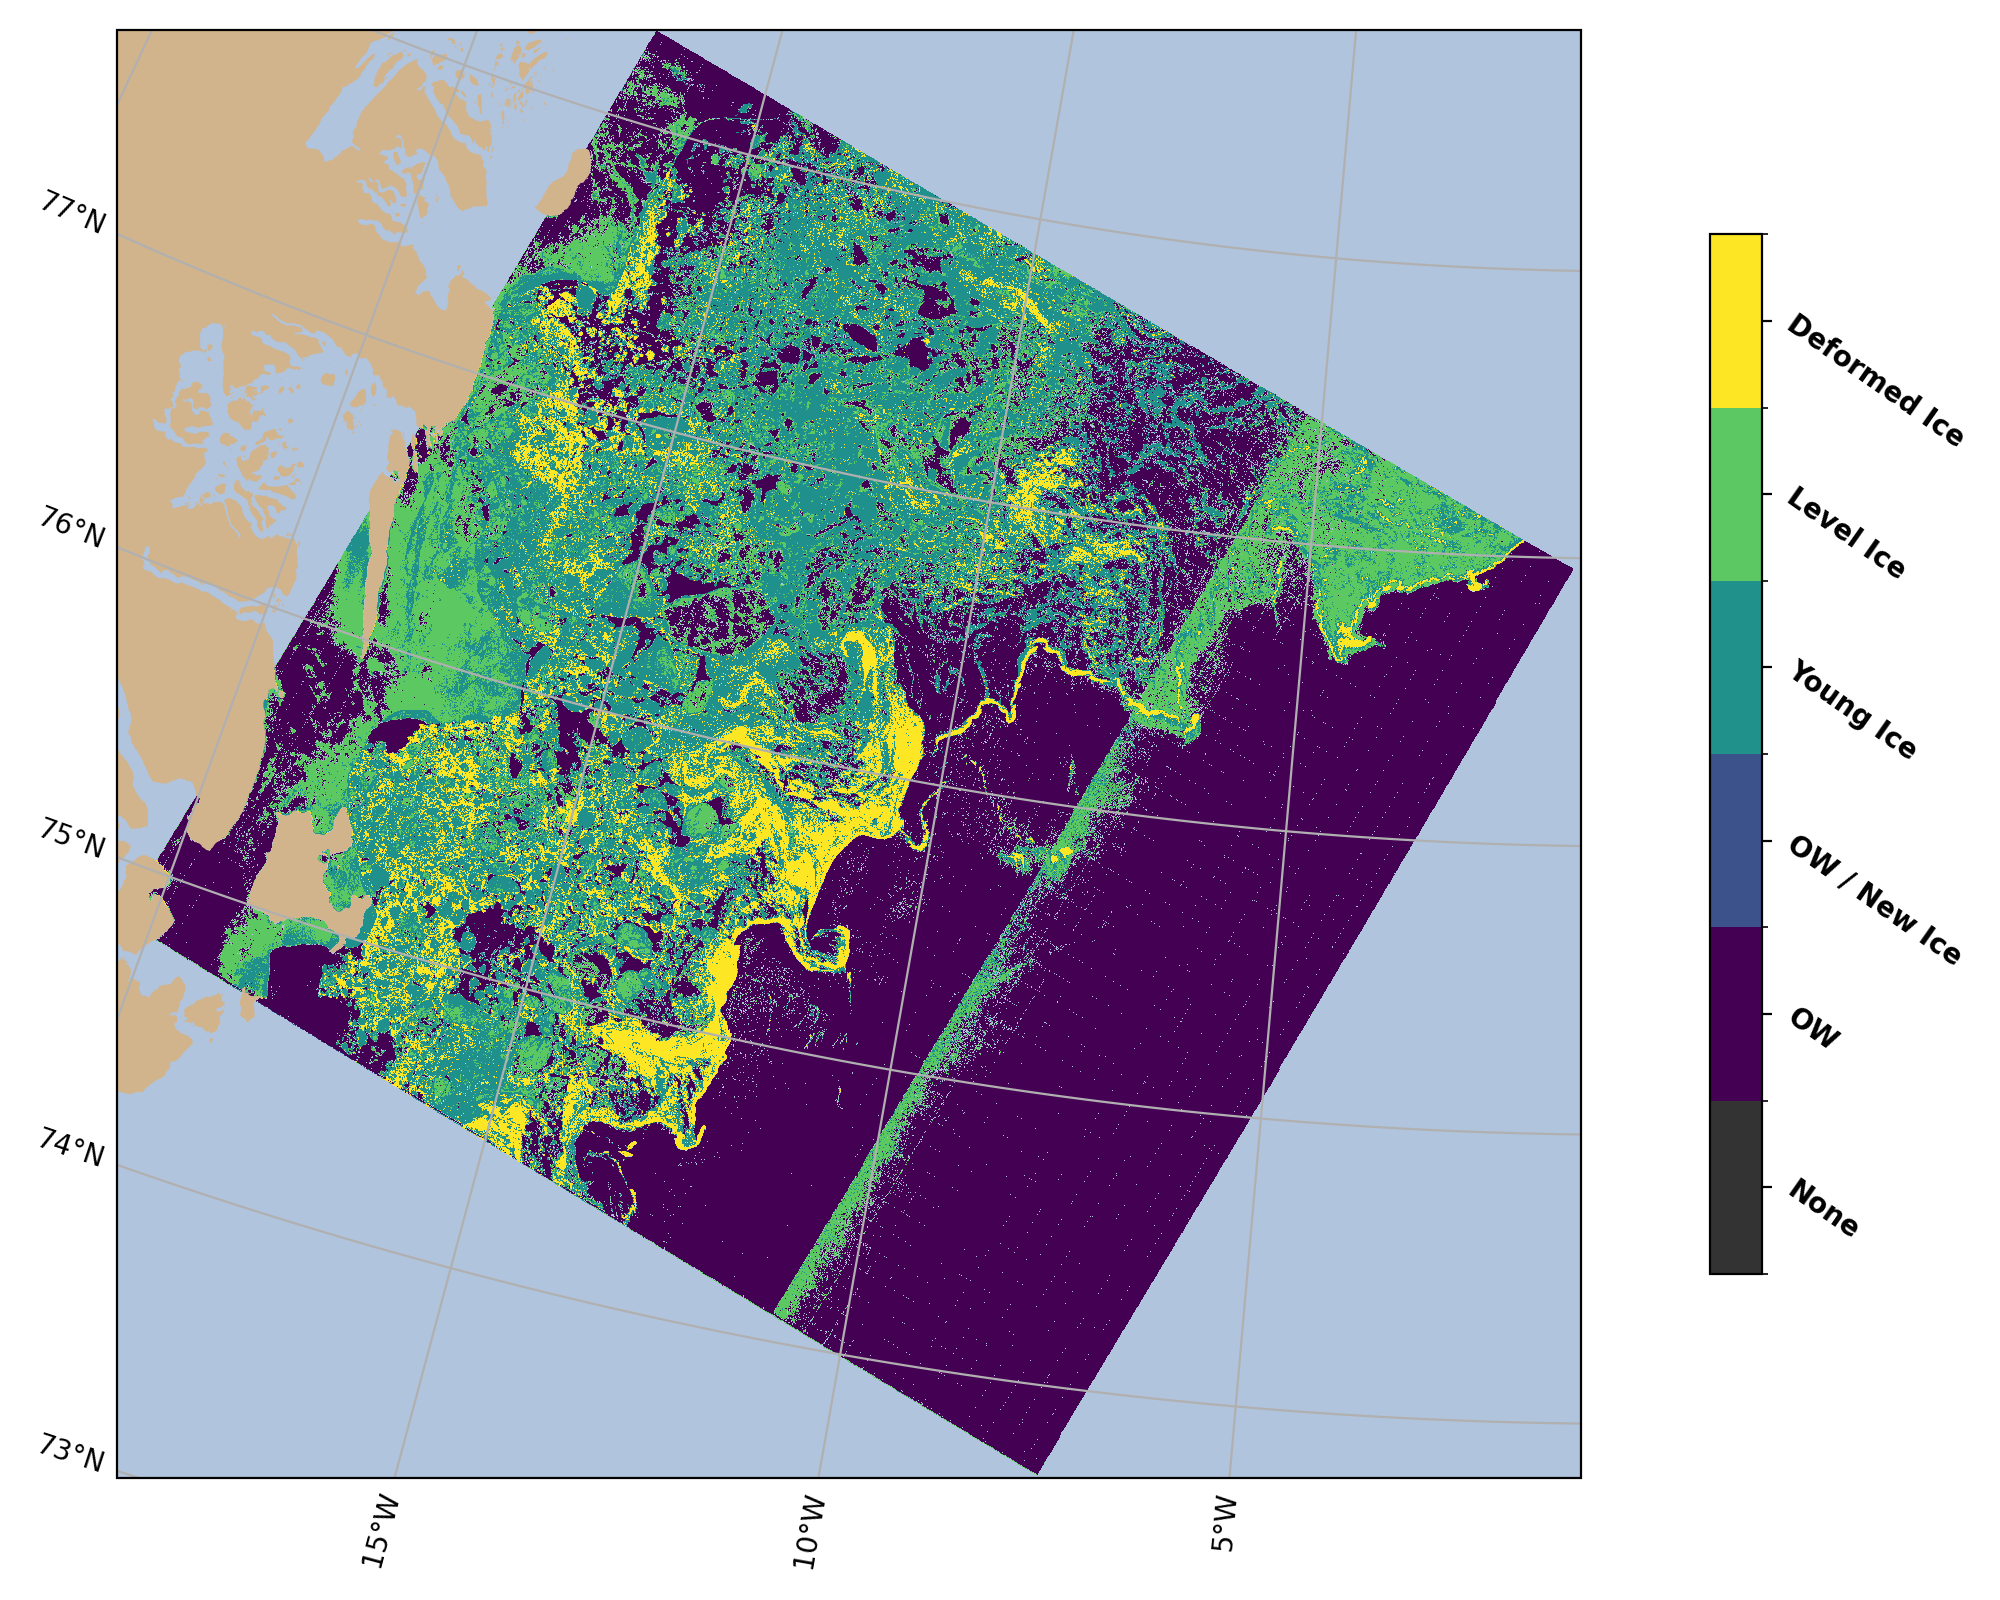 77°N
76°N
75°N
74°N
73°N
15°W
10°W
5°W
Deformed Ice
Level Ice
Young Ice
OW / New Ice
OW
None